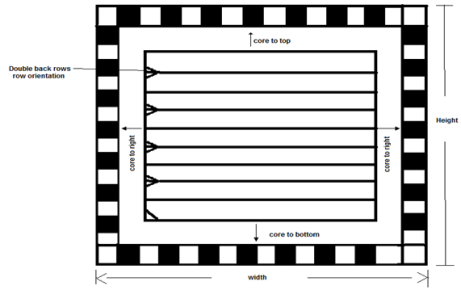 core to top
Double back rows
row orientation
Height
core to right
core to right
core to bottom
width